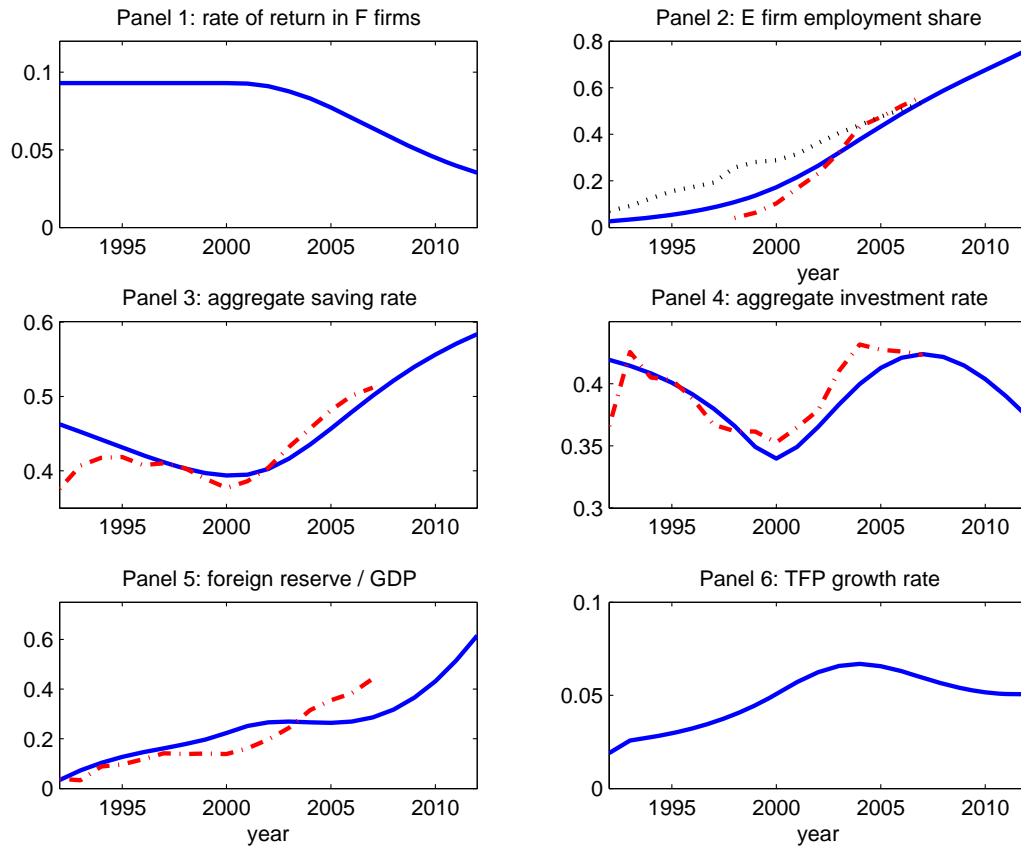 Panel 1: rate of return in F firms
0.1
0.05
0
1995 2000 2005 2010
Panel 2: E firm employment share
0.8
0.6
0.4
0.2
0
1995 2000 2005 2010
year
Panel 3: aggregate saving rate
0.6
0.5
0.4
1995 2000 2005 2010
Panel 4: aggregate investment rate
0.4
0.35
0.3
1995 2000 2005 2010
Panel 5: foreign reserve / GDP
0.6
0.4
0.2
0
1995 2000 2005 2010
year
Panel 6: TFP growth rate
0.1
0.05
0
1995 2000 2005 2010
year